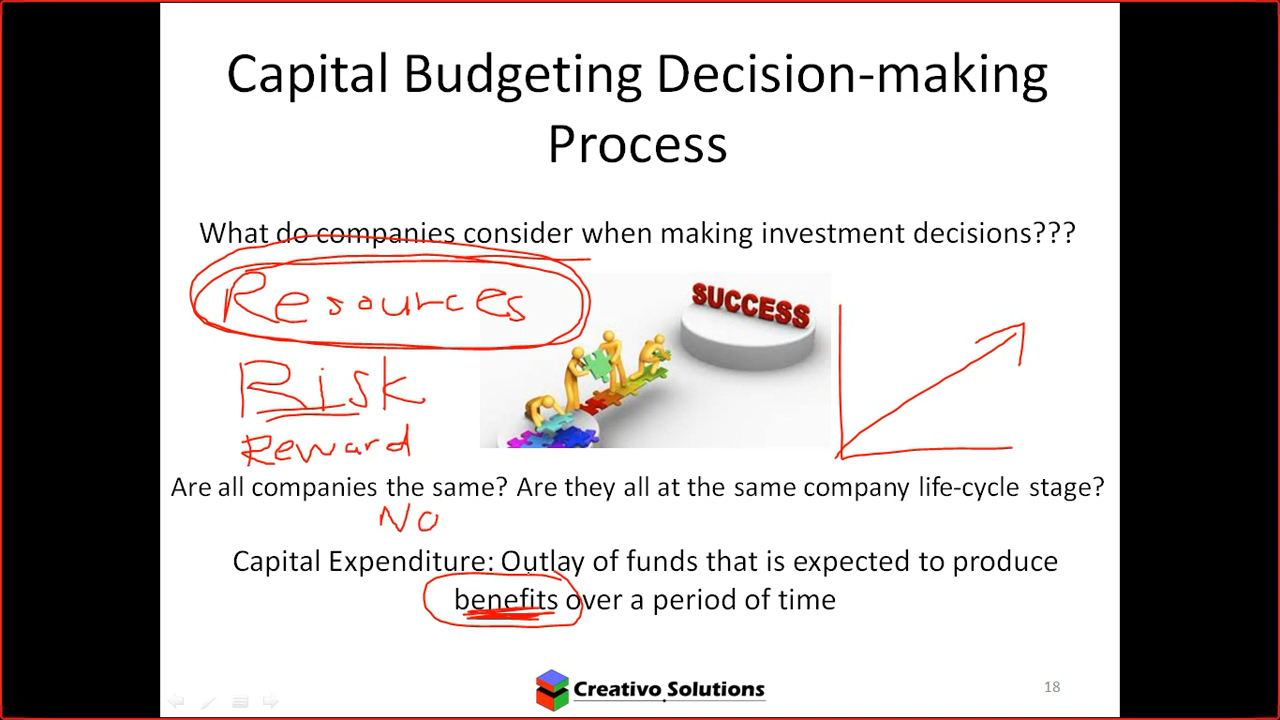 Capital Budgeting Decision-making
Process
What do companies consider when making investment decisions???
Resources
SUCCESS
Risk
Reward
Are all companies the same? Are they all at the same company life-cycle stage?
NO
Capital Expenditure: Outlay of funds that is expected to produce
benefits over a period of time
Creativo Solutions
18